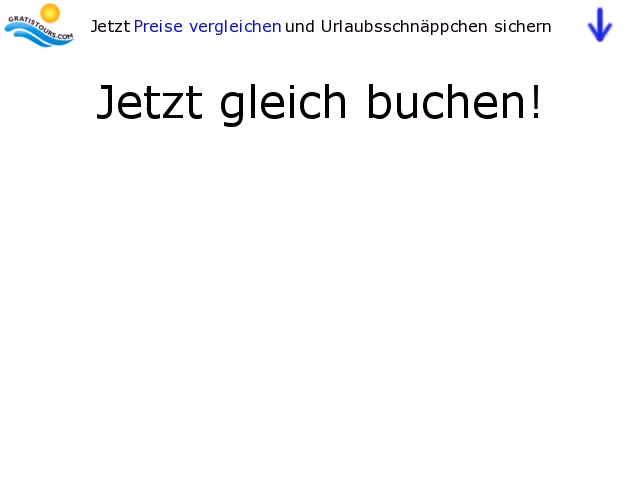 GRATISTOURS.COM
Jetzt Preise vergleichen und Urlaubsschnäppchen sichern
Jetzt gleich buchen!